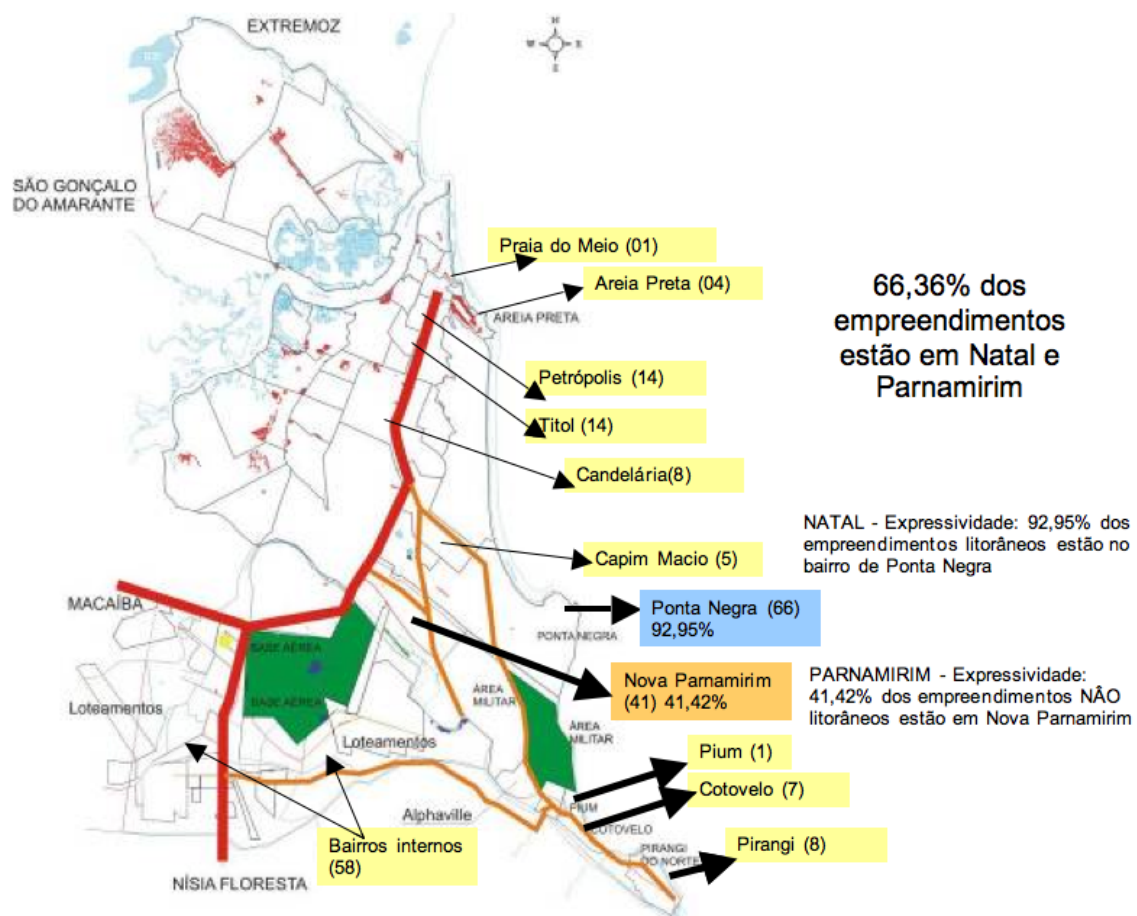 EXTREMOZ
N
W
E
S
SÃO GONÇALO
DO AMARANTE
Praia do Meio (01)
Areia Preta (04)
AREIA PRETA
66,36% dos
empreendimentos
estão em Natal e
Parnamirim
Petrópolis (14)
Titol (14)
Candelária(8)
NATAL - Expressividade: 92,95% dos
empreendimentos litorâneos estão no
bairro de Ponta Negra
Capim Macio (5)
MACAÍBA
Ponta Negra (66)
92,95%
PONTA NEGRA
BASE AÉREA
Nova Parnamirim
(41) 41,42%
PARNAMIRIM - Expressividade:
41,42% dos empreendimentos NÃO
litorâneos estão em Nova Parnamirim
ÁREA
MILITAR
BASE AÉREA
Loteamentos
ÁREA
MILITAR
Loteamentos
Pium (1)
Cotovelo (7)
PIUM
Alphaville
COTOVELO
Bairros internos
(58)
PIRANGI
DO NORTE
Pirangi (8)
NÍSIA FLORESTA